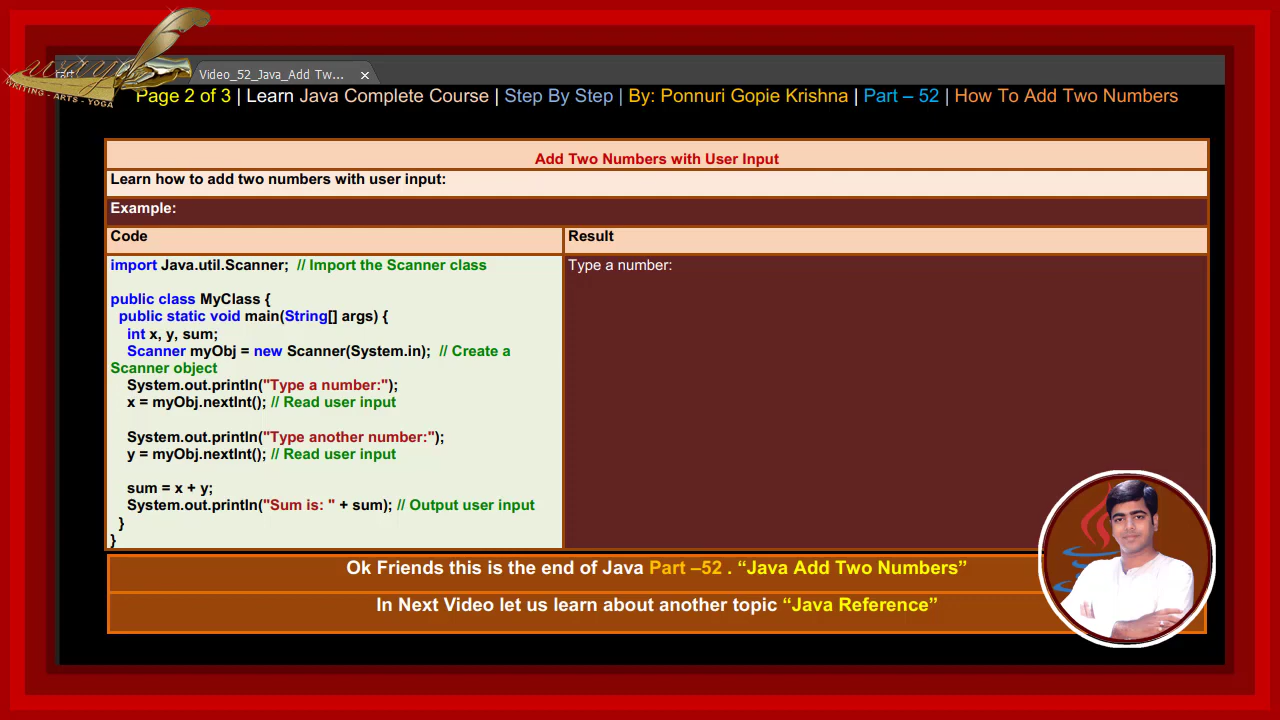 Video_52_Java_Add Tw... ×
WRITING - ARTS - YOGA
Page 2 of 3 | Learn Java Complete Course | Step By Step | By: Ponnuri Gopie Krishna | Part – 52 | How To Add Two Numbers
Add Two Numbers with User Input
Learn how to add two numbers with user input:
Example:
Code
Result
import Java.util.Scanner;  // Import the Scanner class
Type a number:
public class MyClass {
public static void main(String[] args) {
int x, y, sum;
Scanner myObj = new Scanner(System.in);  // Create a
Scanner object
System.out.println("Type a number:");
x = myObj.nextInt(); // Read user input
System.out.println("Type another number:");
y = myObj.nextInt(); // Read user input
sum = x + y;
System.out.println("Sum is: " + sum); // Output user input
}
}
Ok Friends this is the end of Java Part –52 . “Java Add Two Numbers”
In Next Video let us learn about another topic “Java Reference”